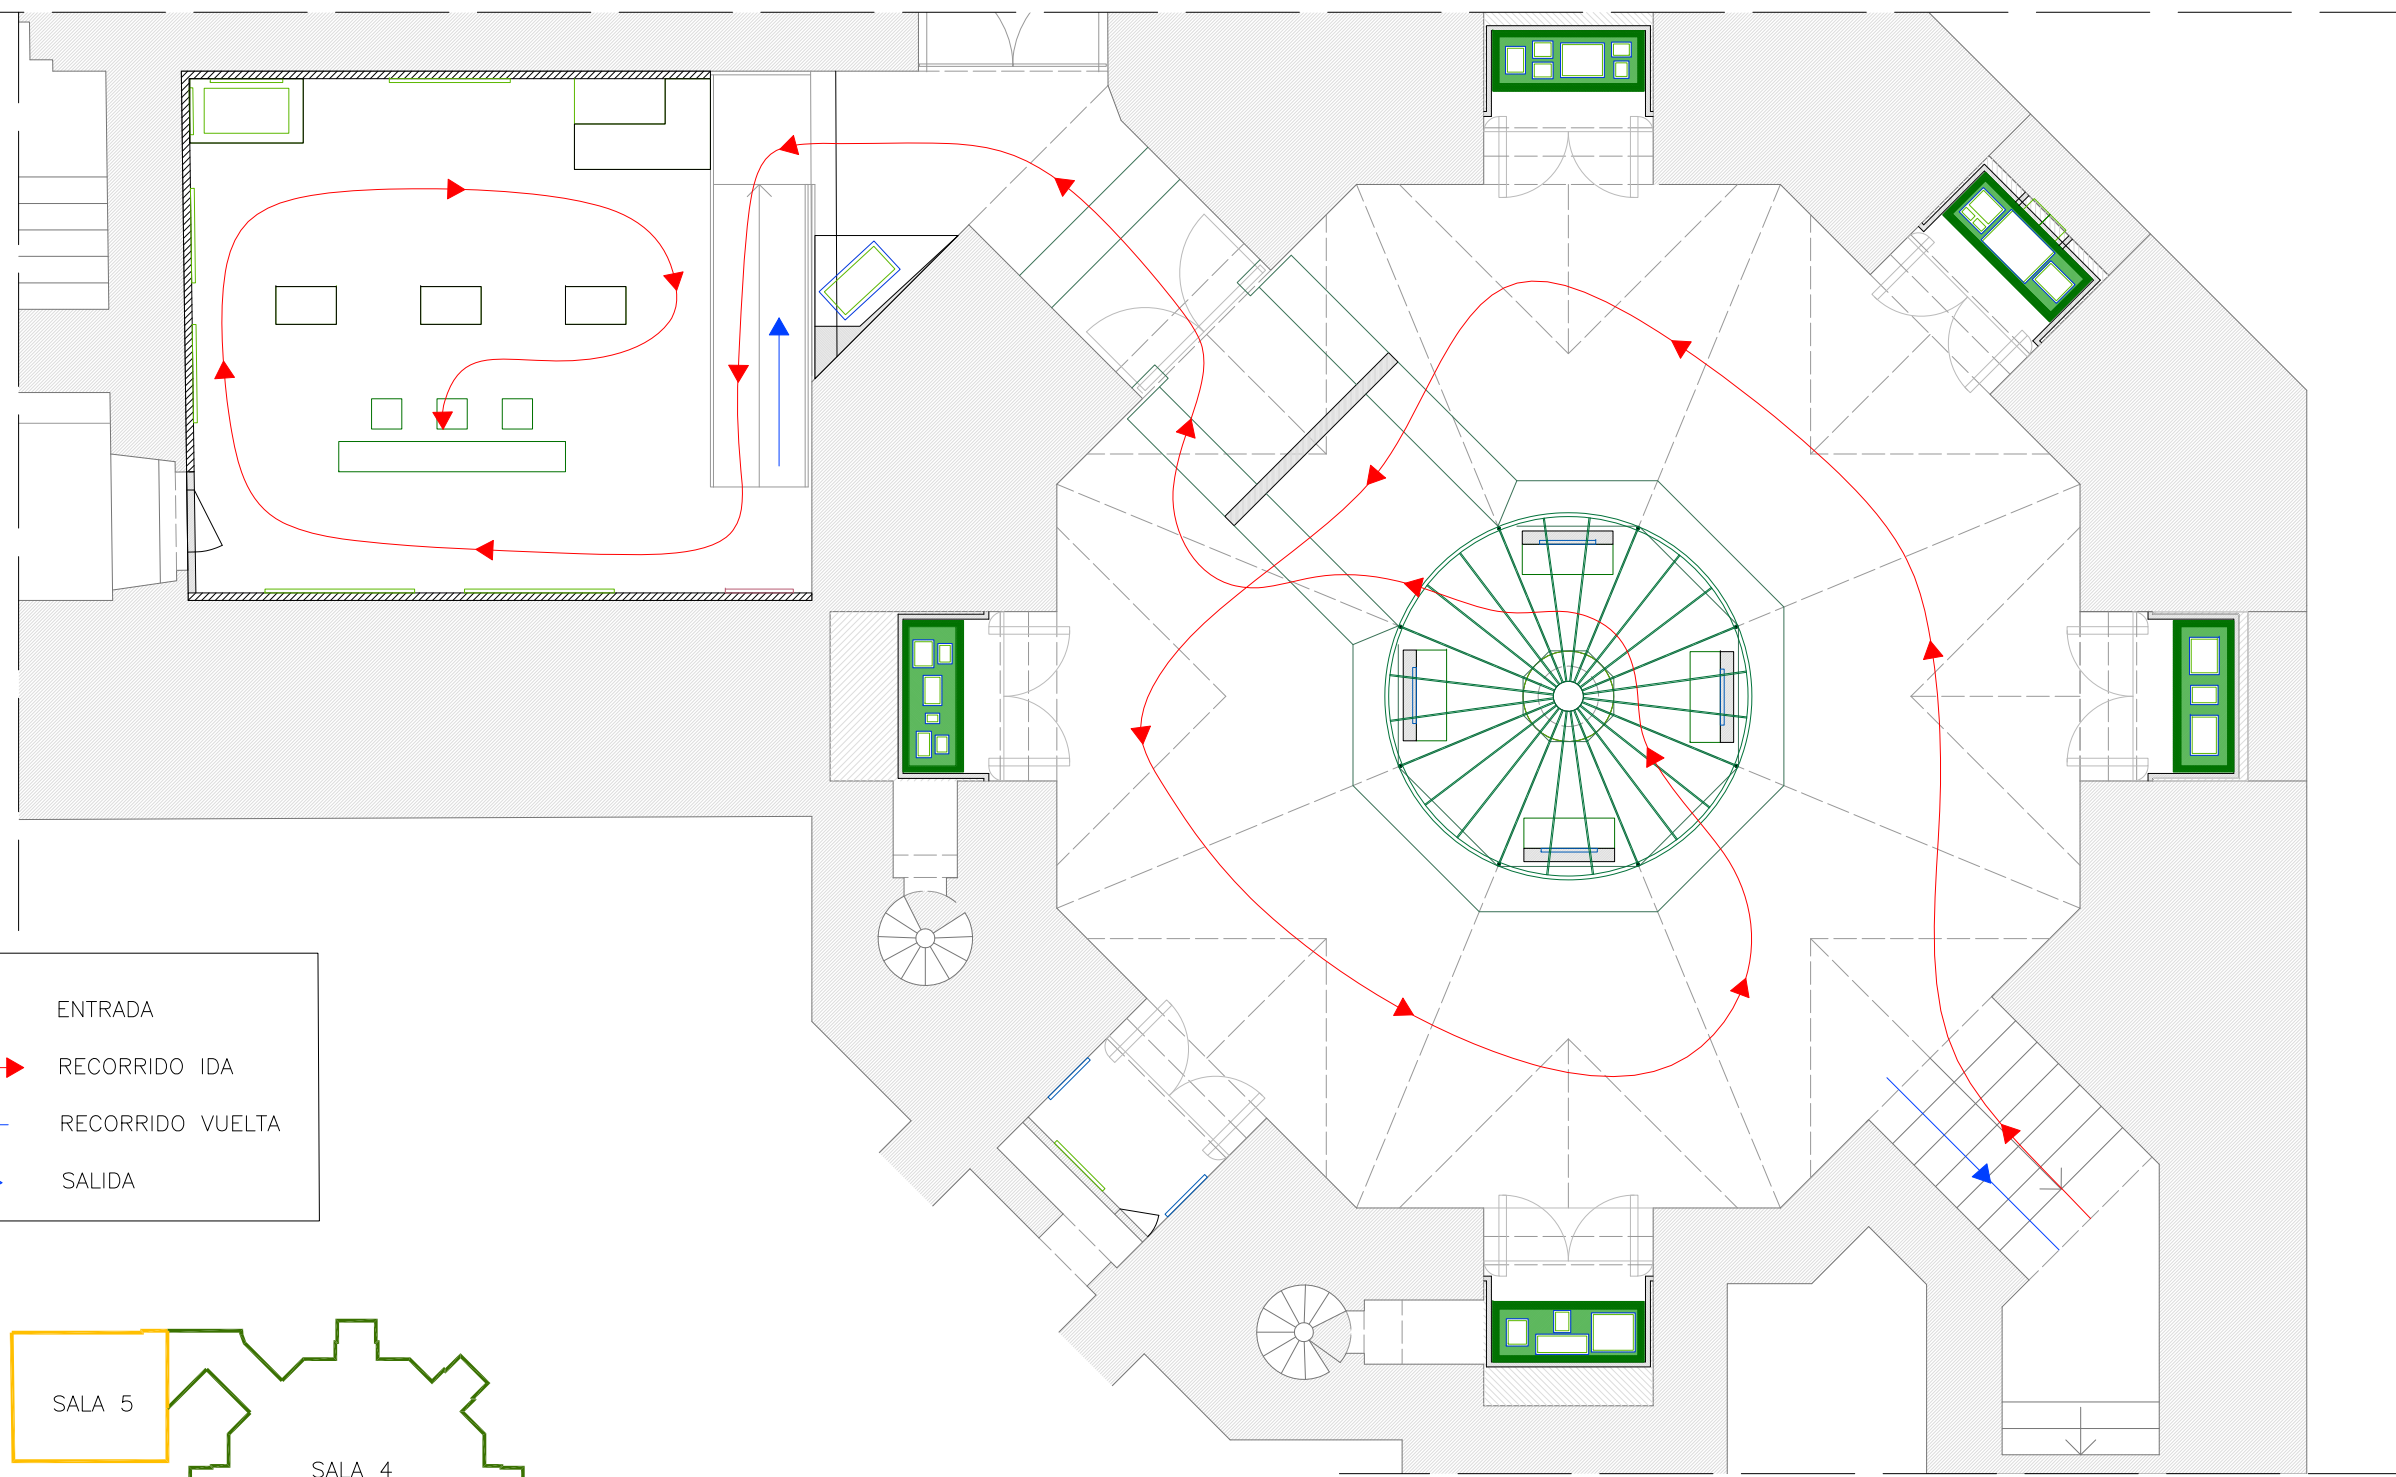 ENTRADA
RECORRIDO IDA
RECORRIDO VUELTA
SALIDA
SALA 5
SALA 4